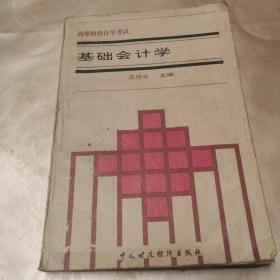 高等教育自学考试
基础会计学
主编
中国财政经济出版社